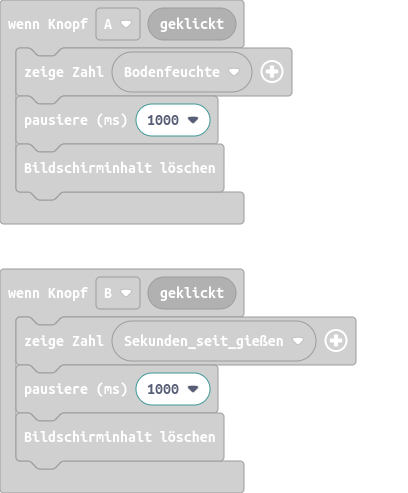 wenn Knopf A geklickt
zeige Zahl Bodenfeuchte
pausiere (ms) 1000
Bildschirminhalt löschen
wenn Knopf B geklickt
zeige Zahl Sekunden_seit_gießen
pausiere (ms) 1000
Bildschirminhalt löschen